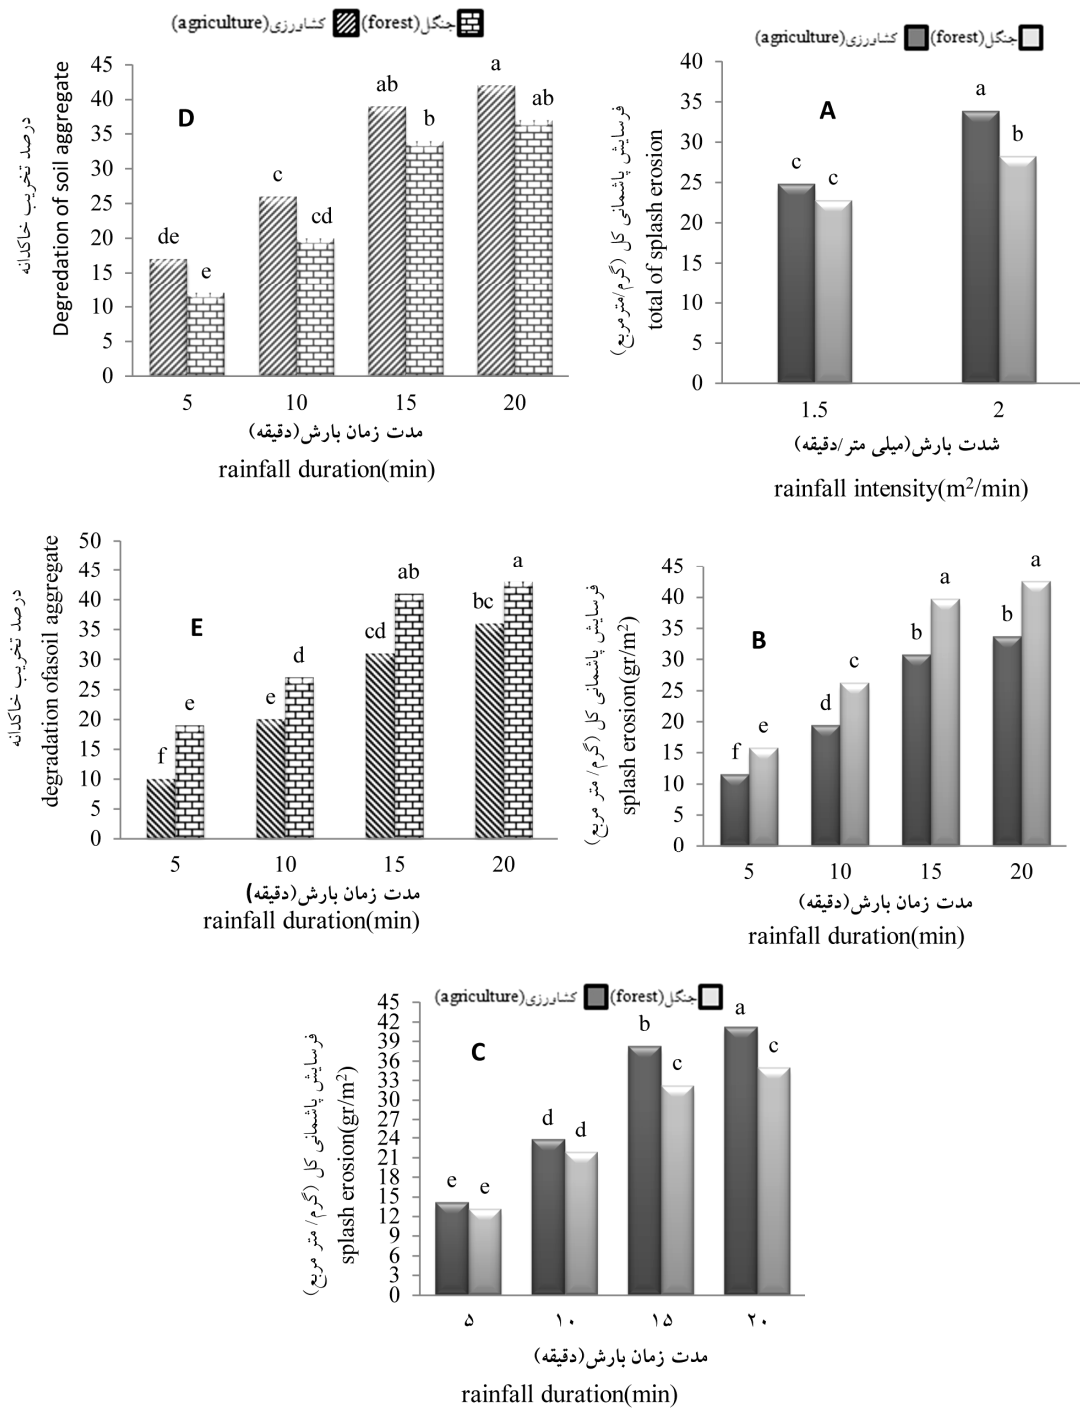 کشاورزی(agriculture) جنگل(forest)
درصد تخریب خاکدانه
Degredation of soil aggregate
D
45
40
35
30
25
20
15
10
5
0
de
e
c
cd
ab
b
a
ab
5 10 15 20
مدت زمان بارش(دقیقه)
rainfall duration(min)
کشاورزی(agriculture) جنگل(forest)
فرسایش پاشمانی کل (گرم/مترمربع)
total of splash erosion
A
40
35
30
25
20
15
10
5
0
c
c
a
b
1.5 2
شدت بارش(میلی متر/دقیقه)
rainfall intensity(m²/min)
درصد تخریب خاکدانه
degradation ofasoil aggregate
E
50
45
40
35
30
25
20
15
10
5
0
f
e
e
d
cd
ab
bc
a
5 10 15 20
مدت زمان بارش(دقیقه)
rainfall duration(min)
فرسایش پاشمانی کل (گرم/ متر مربع)
splash erosion(gr/m²)
B
45
40
35
30
25
20
15
10
5
0
f
e
d
c
b
a
b
a
5 10 15 20
مدت زمان بارش(دقیقه)
rainfall duration(min)
کشاورزی(agriculture) جنگل(forest)
فرسایش پاشمانی کل (گرم/ متر مربع)
splash erosion(gr/m²)
C
45
42
39
36
33
30
27
24
21
18
15
12
9
6
3
0
e
e
d
d
b
c
a
c
۵ ۱۰ ۱۵ ۲۰
مدت زمان بارش(دقیقه)
rainfall duration(min)